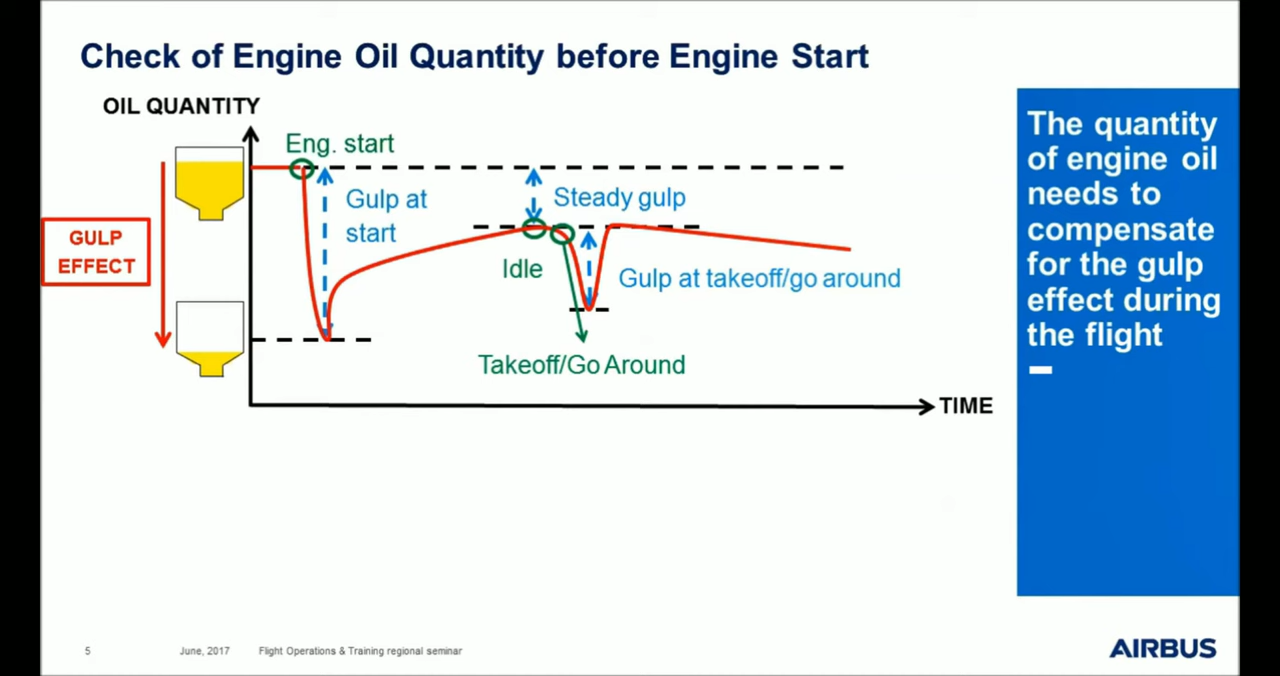 Check of Engine Oil Quantity before Engine Start
OIL QUANTITY
Eng. start
Gulp at
start
Steady gulp
GULP
EFFECT
Idle
Gulp at takeoff/go around
Takeoff/Go Around
TIME
The quantity
of engine oil
needs to
compensate
for the gulp
effect during
the flight
5
June, 2017
Flight Operations & Training regional seminar
AIRBUS